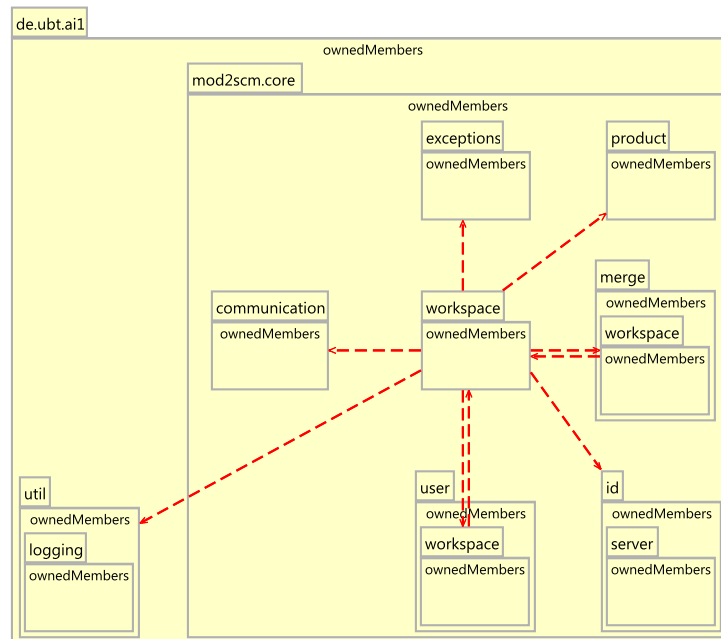 de.ubt.ai1
ownedMembers
mod2scm.core
ownedMembers
exceptions
ownedMembers
product
ownedMembers
communication
ownedMembers
workspace
ownedMembers
merge
ownedMembers
workspace
ownedMembers
util
ownedMembers
logging
ownedMembers
user
ownedMembers
workspace
ownedMembers
id
ownedMembers
server
ownedMembers